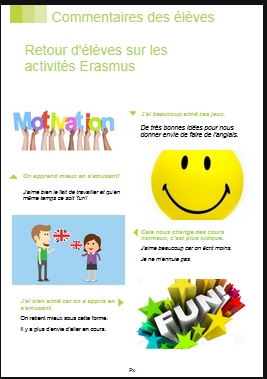 Commentaires des élèves
Retour d'élèves sur les
activités Erasmus
Motivation
J'ai beaucoup aimé ces jeux.
De très bonnes idées pour nous
donner envie de faire de l'anglais.
On apprend mieux en s'amusant!
J'aime bien le fait de travailler et qu'en
même temps ce soit fun!
Cela nous change des cours
normaux, c'est plus ludique.
J'aime beaucoup car on écrit moins.
Je ne m'ennuie pas.
J'ai bien aimé car on a appris en
s'amusant.
On retient mieux sous cette forme.
Il y a plus d'envie d'aller en cours.
FUN!